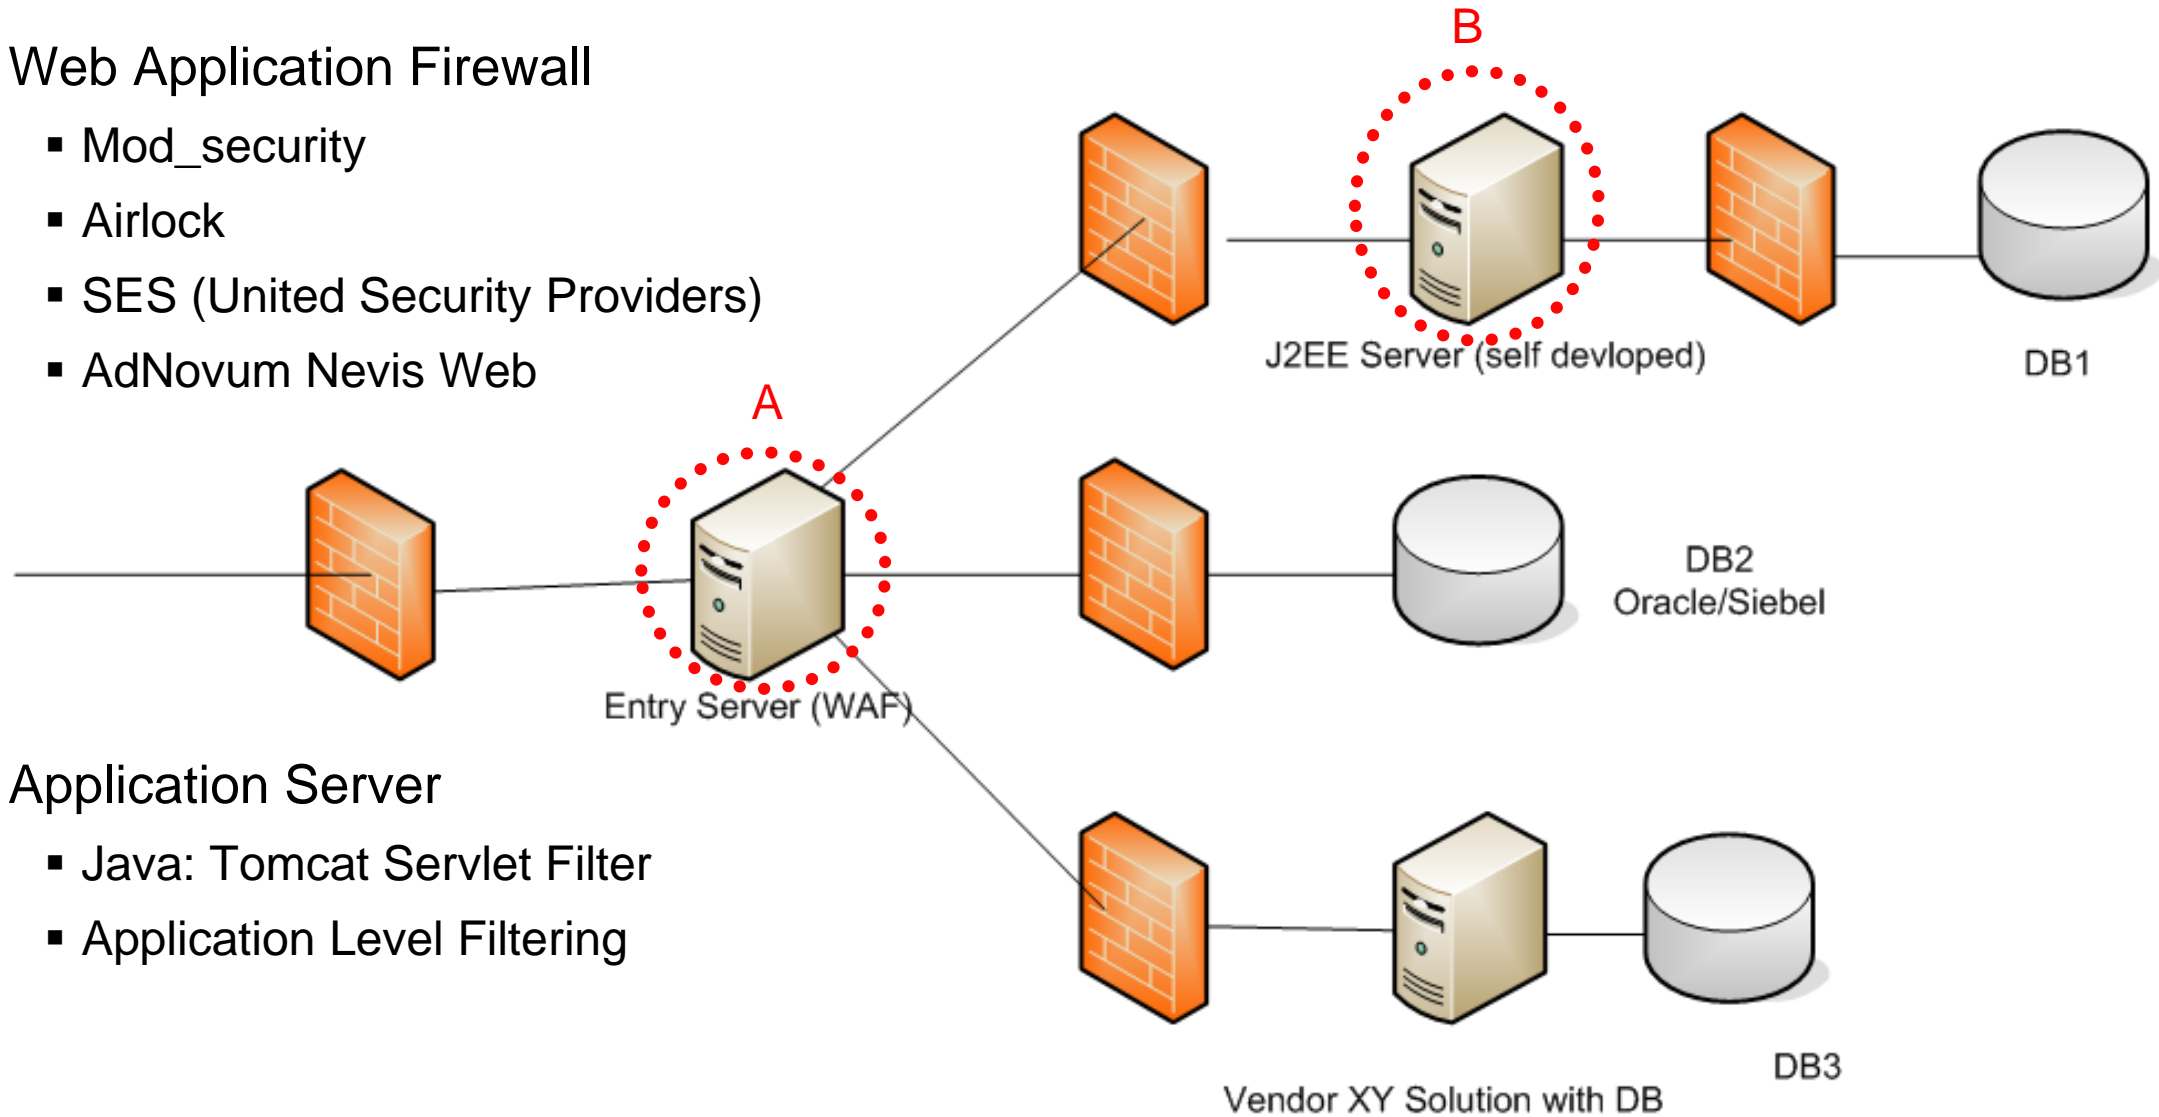 Web Application Firewall
▪ Mod_security
▪ Airlock
▪ SES (United Security Providers)
▪ AdNovum Nevis Web
B
J2EE Server (self devloped)
DB1
A
Entry Server (WAF)
DB2
Oracle/Siebel
Application Server
▪ Java: Tomcat Servlet Filter
▪ Application Level Filtering
DB3
Vendor XY Solution with DB